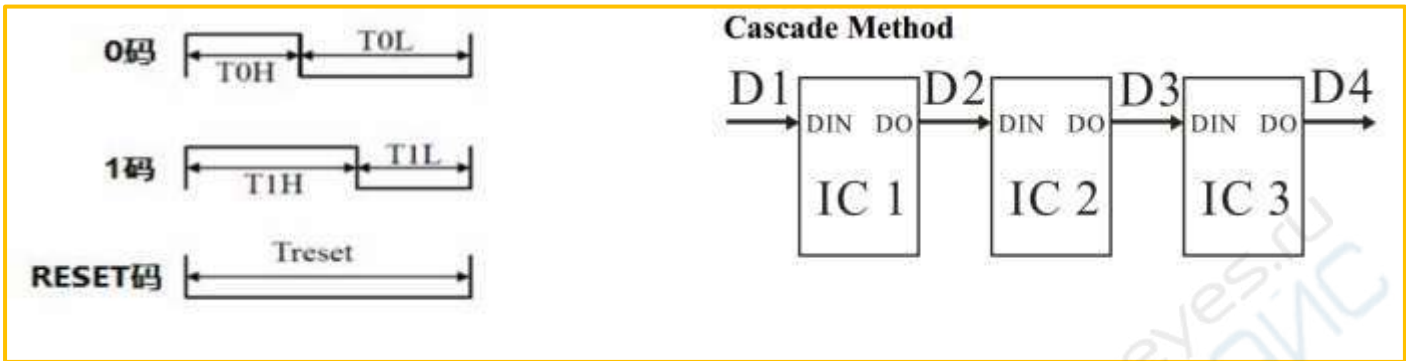 0码
T0H
T0L
1码
T1H
T1L
RESET码
Treset
Cascade Method
D1
D2
D3
D4
DIN DO
DIN DO
DIN DO
IC 1
IC 2
IC 3